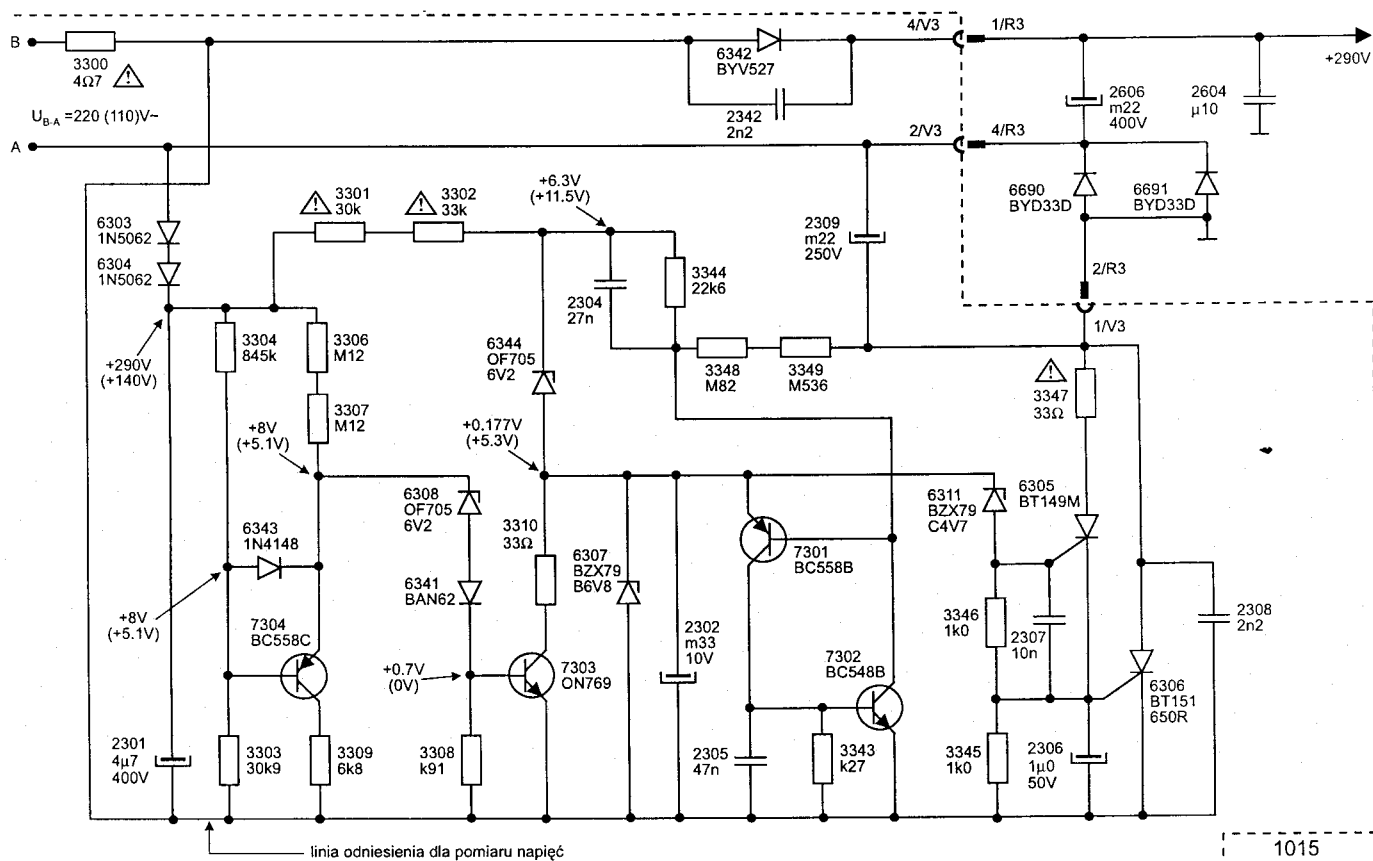 B
3300
4Ω7
U_B-A =220 (110)V~
A
6342
BYV527
2342
2n2
4/V3
1/R3
+290V
2606
m22
400V
2604
µ10
2/V3
4/R3
6690
BYD33D
6691
BYD33D
6303
1N5062
6304
1N5062
3301
30k
3302
33k
+6.3V
(+11.5V)
2309
m22
250V
2/R3
1/V3
3344
22k6
2304
27n
+290V
(+140V)
3304
845k
3306
M12
3307
M12
6344
OF705
6V2
3348
M82
3349
M536
3347
33Ω
+8V
(+5.1V)
+0.177V
(+5.3V)
6308
OF705
6V2
3310
33Ω
6307
BZX79
B6V8
6311
BZX79
C4V7
6305
BT149M
6343
1N4148
6341
BAN62
7301
BC558B
+8V
(+5.1V)
7304
BC558C
2302
m33
10V
3346
1k0
2307
10n
2308
2n2
+0.7V
(0V)
7303
ON769
7302
BC548B
6306
BT151
650R
2301
4µ7
400V
3303
30k9
3309
6k8
3308
k91
2305
47n
3343
k27
3345
1k0
2306
1µ0
50V
linia odniesienia dla pomiaru napięć
1015